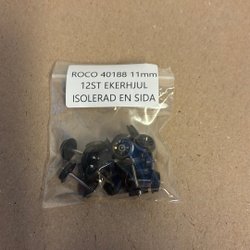 ROCO 40188 11mm
12ST EKERHJUL
ISOLERAD EN SIDA